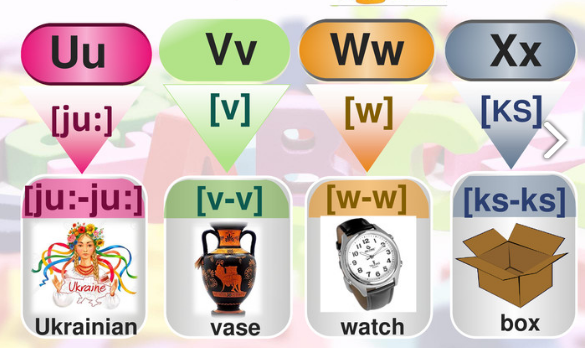 Uu Vv Ww Xx
[ju:] [v] [w] [KS]
[ju:-ju:] [v-v] [w-w] [ks-ks]
Ukraine
Ukrainian vase watch box